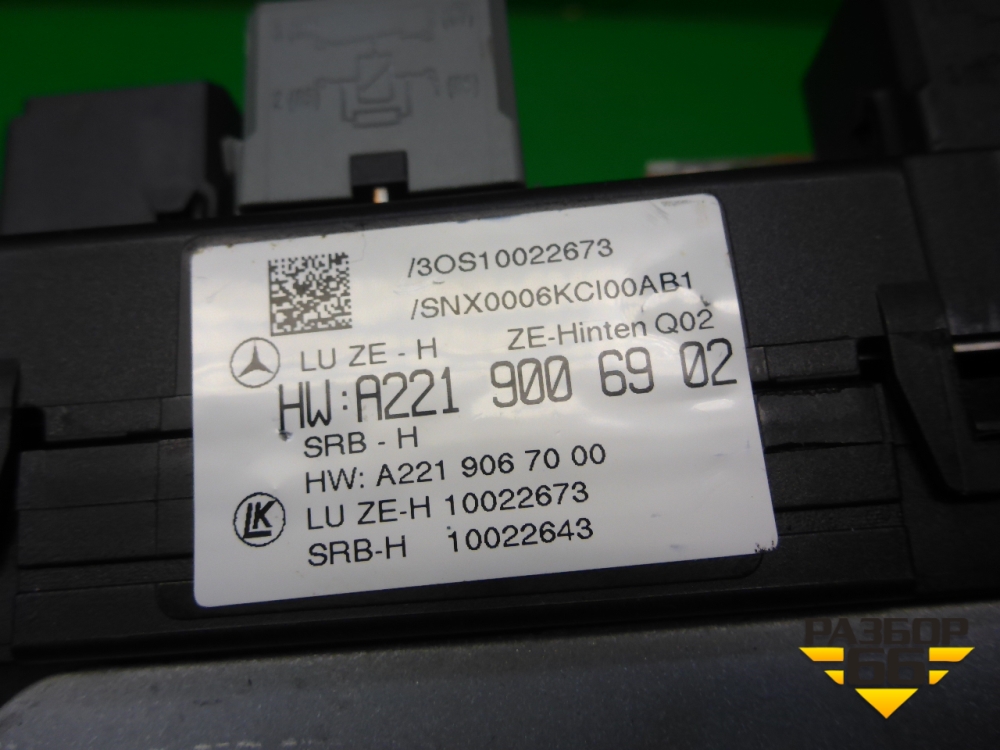 /3OS10022673
/SNX0006KCI00AB1
LU ZE - H ZE-Hinten Q02
HW:A221 900 69 02
SRB - H
HW: A221 906 70 00
LK
LU ZE-H 10022673
SRB-H 10022643
РАЗБОР
66